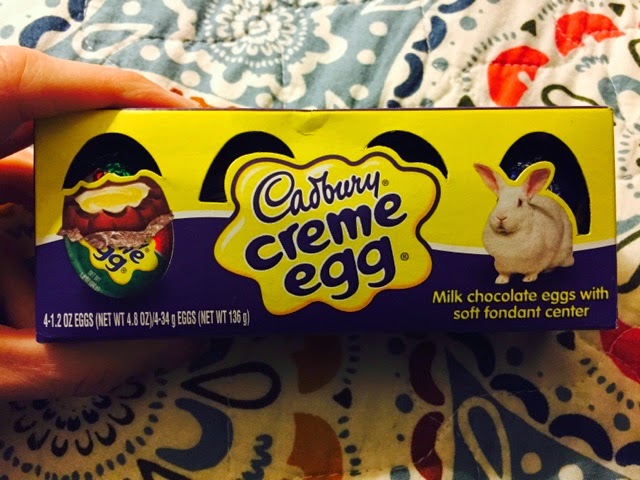 Cadbury®
creme
egg®
4-1.2 OZ EGGS (NET WT 4.8 OZ)/4-34 g EGGS (NET WT 136 g)
Milk chocolate eggs with
soft fondant center